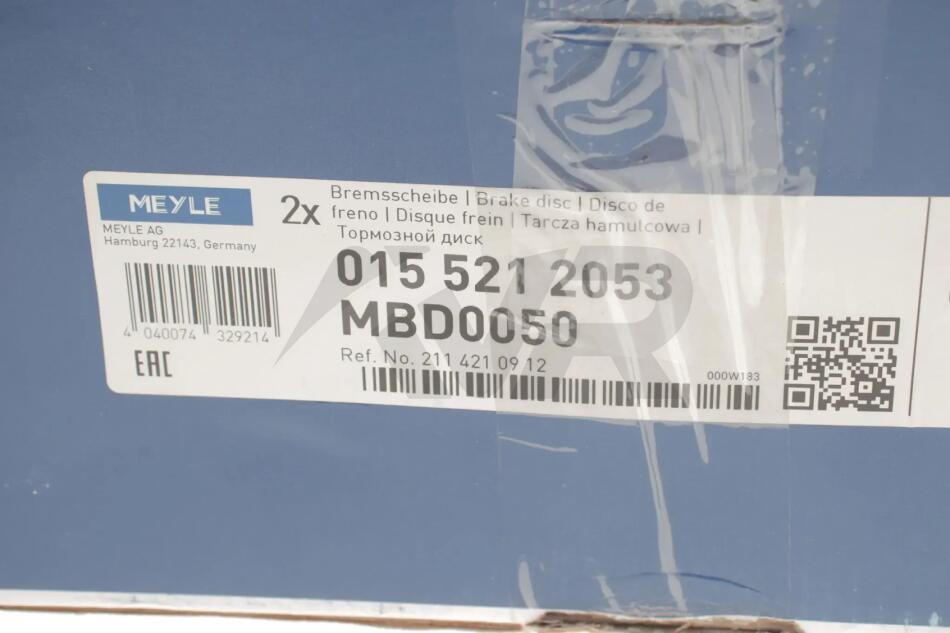 MEYLE
MEYLE AG
Hamburg 22143, Germany
4 040074 329214
EAC
2x
Bremsscheibe | Brake disc | Disco de
freno | Disque frein | Tarcza hamulcowa |
Тормозной диск
015 521 2053
MBD0050
Ref. No. 211 421 09 12
000W183